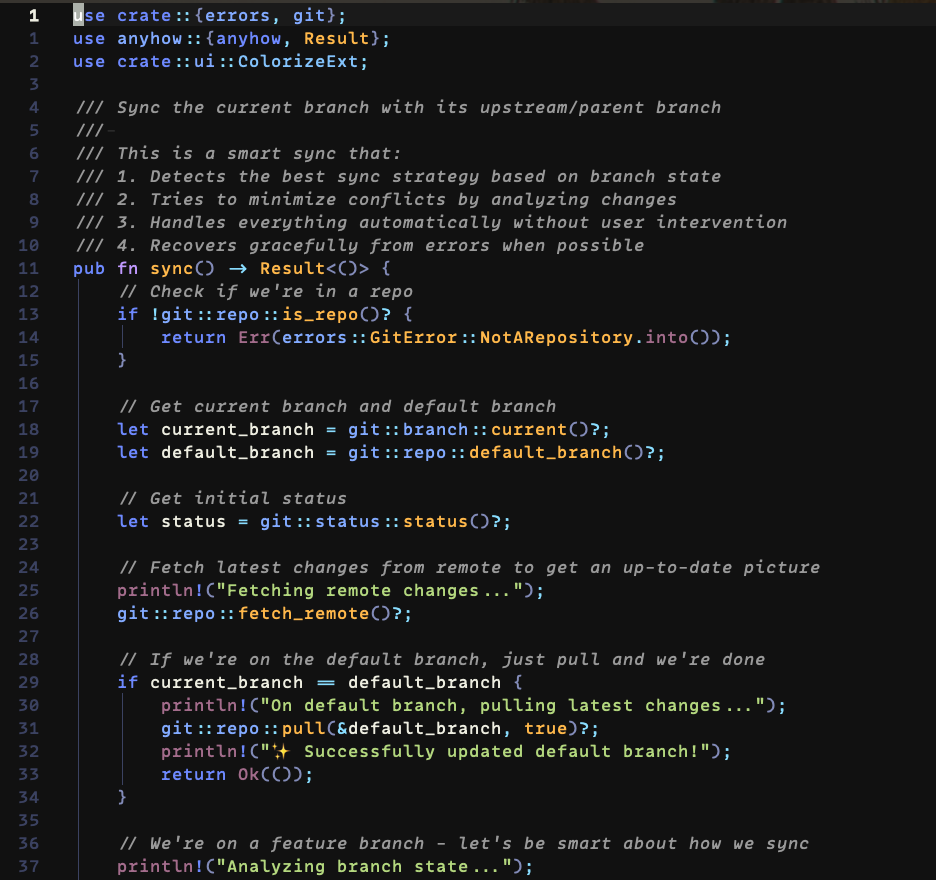 1 use crate::{errors, git};
1 use anyhow::{anyhow, Result};
2 use crate::ui::ColorizeExt;
3
4 /// Sync the current branch with its upstream/parent branch
5 ///-
6 /// This is a smart sync that:
7 /// 1. Detects the best sync strategy based on branch state
8 /// 2. Tries to minimize conflicts by analyzing changes
9 /// 3. Handles everything automatically without user intervention
10 /// 4. Recovers gracefully from errors when possible
11 pub fn sync() -> Result<()> {
12     // Check if we're in a repo
13     if !git::repo::is_repo()? {
14         return Err(errors::GitError::NotARepository.into());
15     }
16
17     // Get current branch and default branch
18     let current_branch = git::branch::current()?;
19     let default_branch = git::repo::default_branch()?;
20
21     // Get initial status
22     let status = git::status::status()?;
23
24     // Fetch latest changes from remote to get an up-to-date picture
25     println!("Fetching remote changes...");
26     git::repo::fetch_remote()?;
27
28     // If we're on the default branch, just pull and we're done
29     if current_branch == default_branch {
30         println!("On default branch, pulling latest changes...");
31         git::repo::pull(&default_branch, true)?;
32         println!("✨ Successfully updated default branch!");
33         return Ok(());
34     }
35
36     // We're on a feature branch - let's be smart about how we sync
37     println!("Analyzing branch state...");